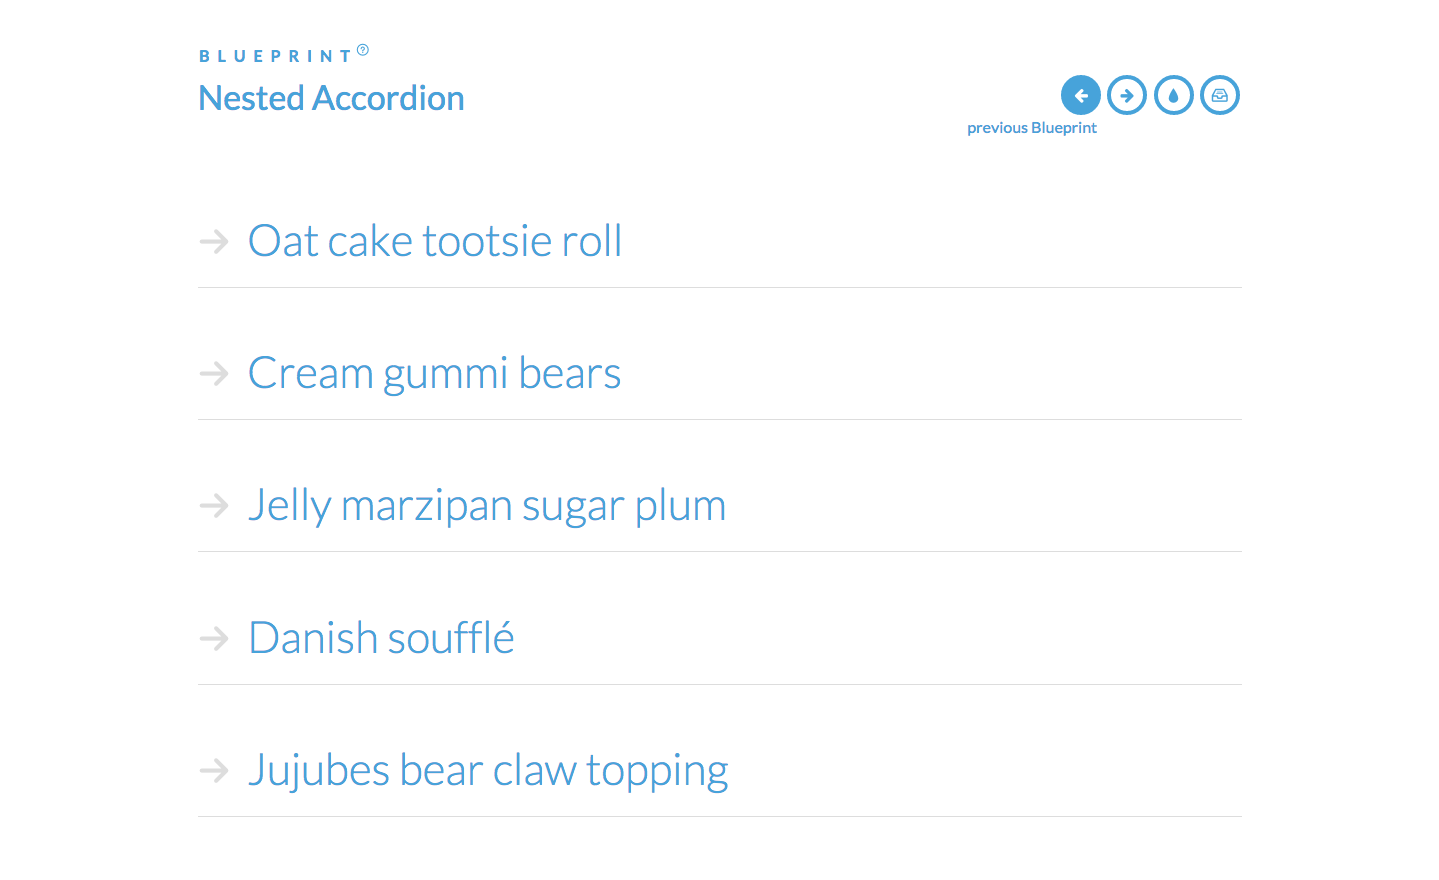 BLUEPRINT?
Nested Accordion
previous Blueprint
Oat cake tootsie roll
Cream gummi bears
Jelly marzipan sugar plum
Danish soufflé
Jujubes bear claw topping